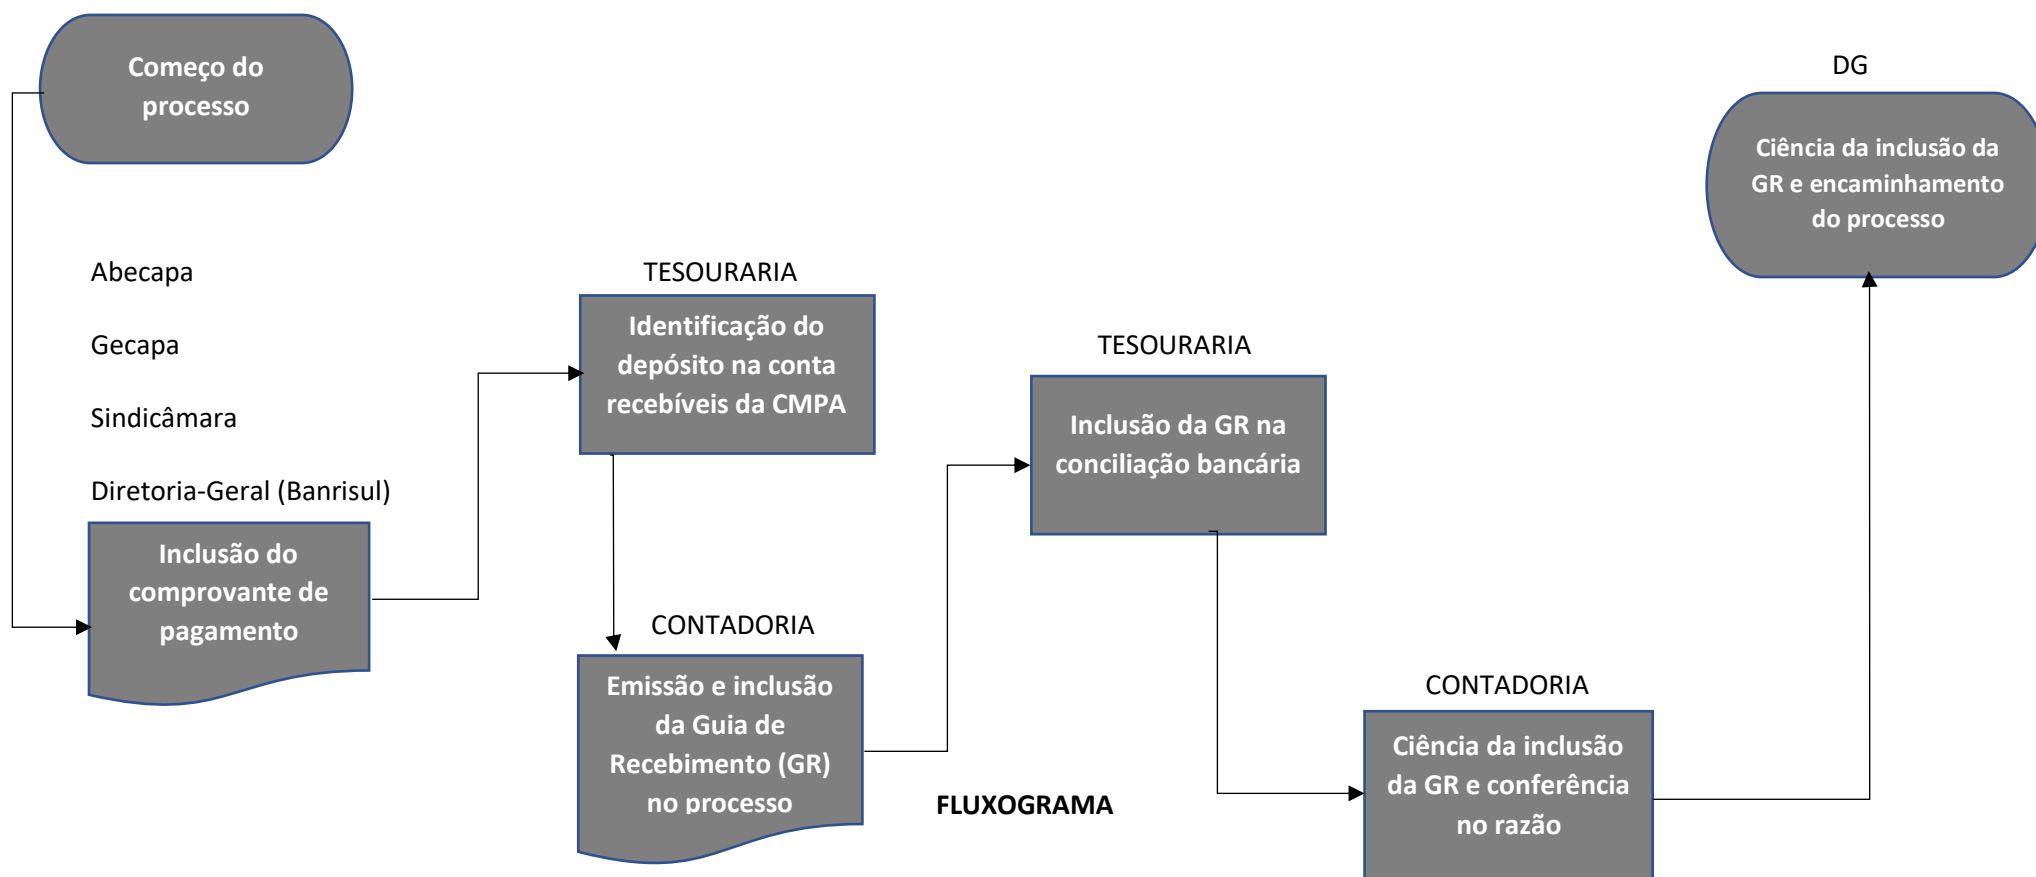 Começo do
processo
Abecapa
Gecapa
Sindicâmara
Diretoria-Geral (Banrisul)
Inclusão do
comprovante de
pagamento
TESOURARIA
Identificação do
depósito na conta
recebíveis da CMPA
CONTADORIA
Emissão e inclusão
da Guia de
Recebimento (GR)
no processo
FLUXOGRAMA
TESOURARIA
Inclusão da GR na
conciliação bancária
CONTADORIA
Ciência da inclusão
da GR e conferência
no razão
DG
Ciência da inclusão da
GR e encaminhamento
do processo